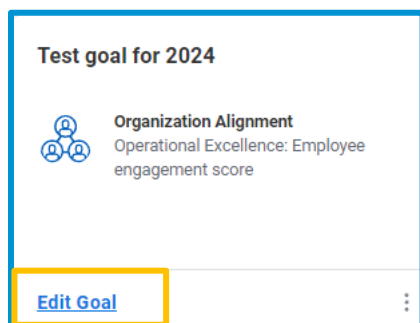 Test goal for 2024
Organization Alignment
Operational Excellence: Employee
engagement score
Edit Goal